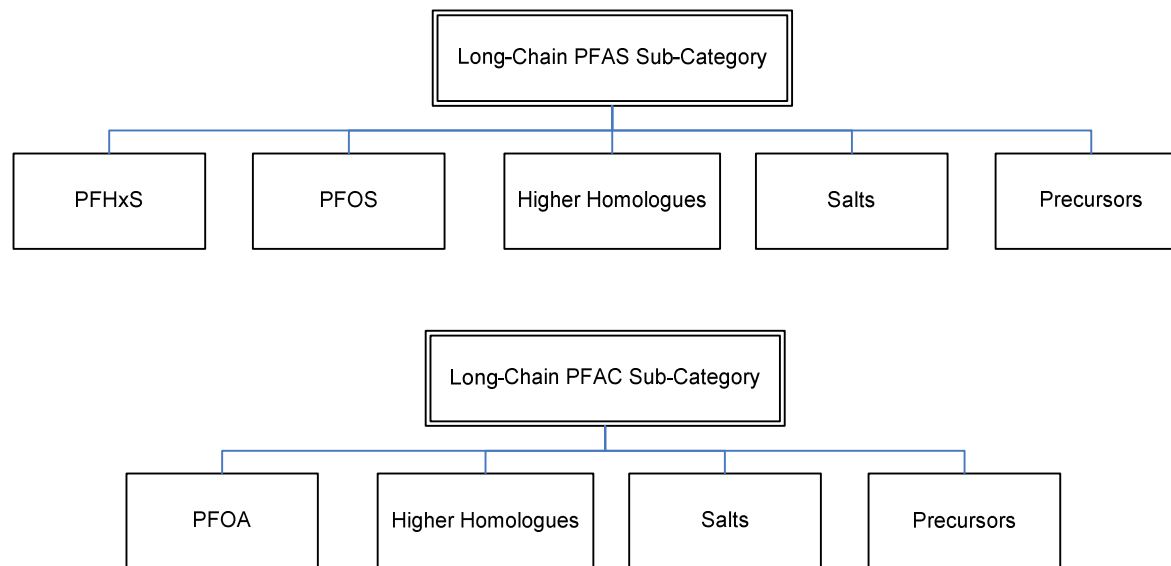 Long-Chain PFAS Sub-Category
PFHxS
PFOS
Higher Homologues
Salts
Precursors
Long-Chain PFAC Sub-Category
PFOA
Higher Homologues
Salts
Precursors